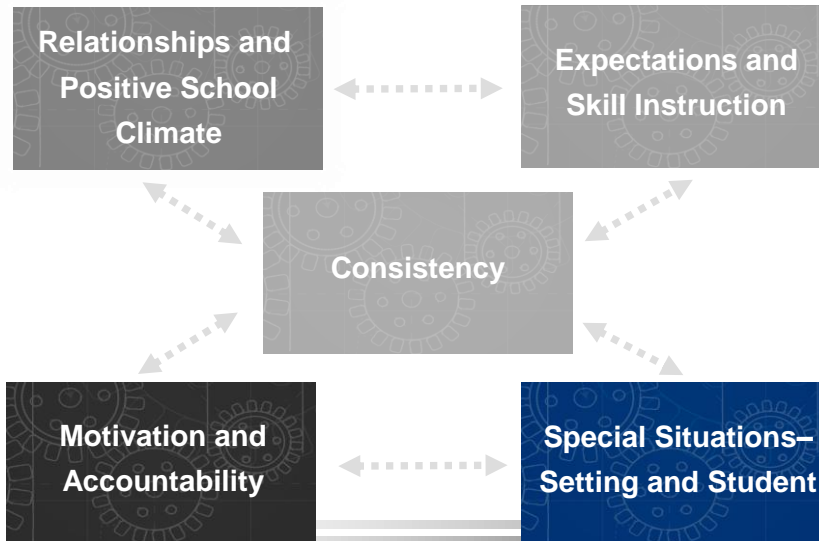 Relationships and
Positive School
Climate
Expectations and
Skill Instruction
Consistency
Motivation and
Accountability
Special Situations–
Setting and Student